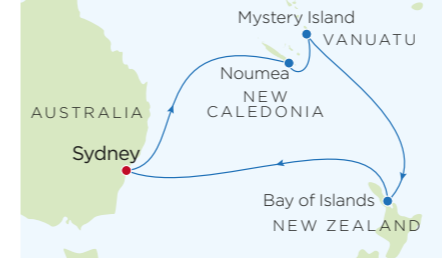 Mystery Island
VANUATU
Noumea
NEW
CALEDONIA
AUSTRALIA
Sydney
Bay of Islands
NEW ZEALAND